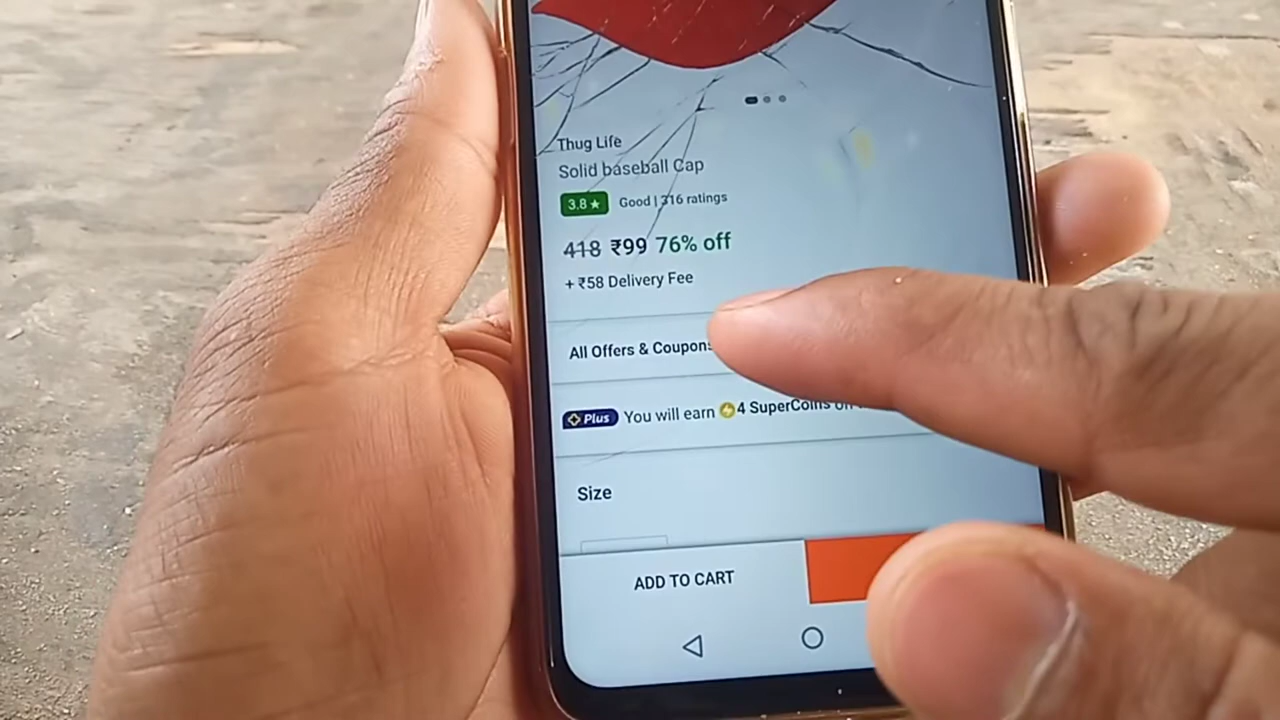 Thug Life
Solid baseball Cap
3.8★ Good | 316 ratings
418 ₹99 76% off
+ ₹58 Delivery Fee
All Offers & Coupons
Plus You will earn 4 SuperCoins on
Size
ADD TO CART